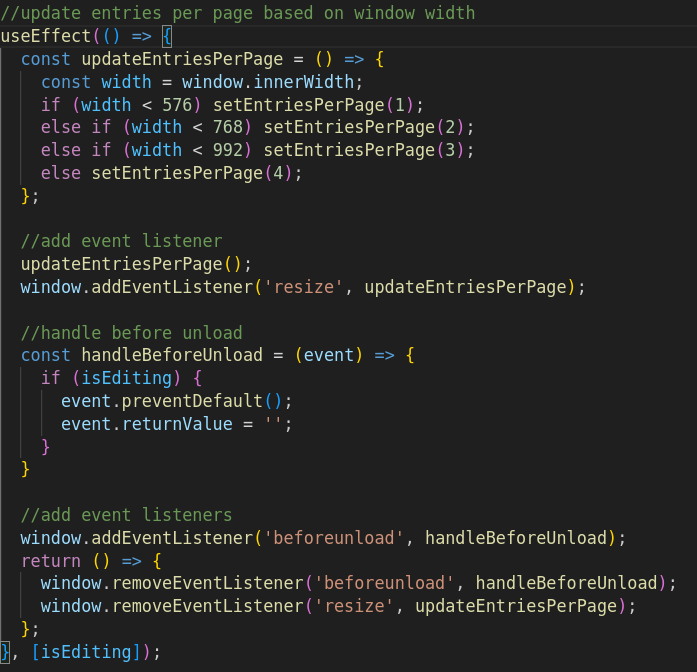 //update entries per page based on window width
useEffect(() => {
  const updateEntriesPerPage = () => {
    const width = window.innerWidth;
    if (width < 576) setEntriesPerPage(1);
    else if (width < 768) setEntriesPerPage(2);
    else if (width < 992) setEntriesPerPage(3);
    else setEntriesPerPage(4);
  };

  //add event listener
  updateEntriesPerPage();
  window.addEventListener('resize', updateEntriesPerPage);

  //handle before unload
  const handleBeforeUnload = (event) => {
    if (isEditing) {
      event.preventDefault();
      event.returnValue = '';
    }
  }

  //add event listeners
  window.addEventListener('beforeunload', handleBeforeUnload);
  return () => {
    window.removeEventListener('beforeunload', handleBeforeUnload);
    window.removeEventListener('resize', updateEntriesPerPage);
  };
}, [isEditing]);